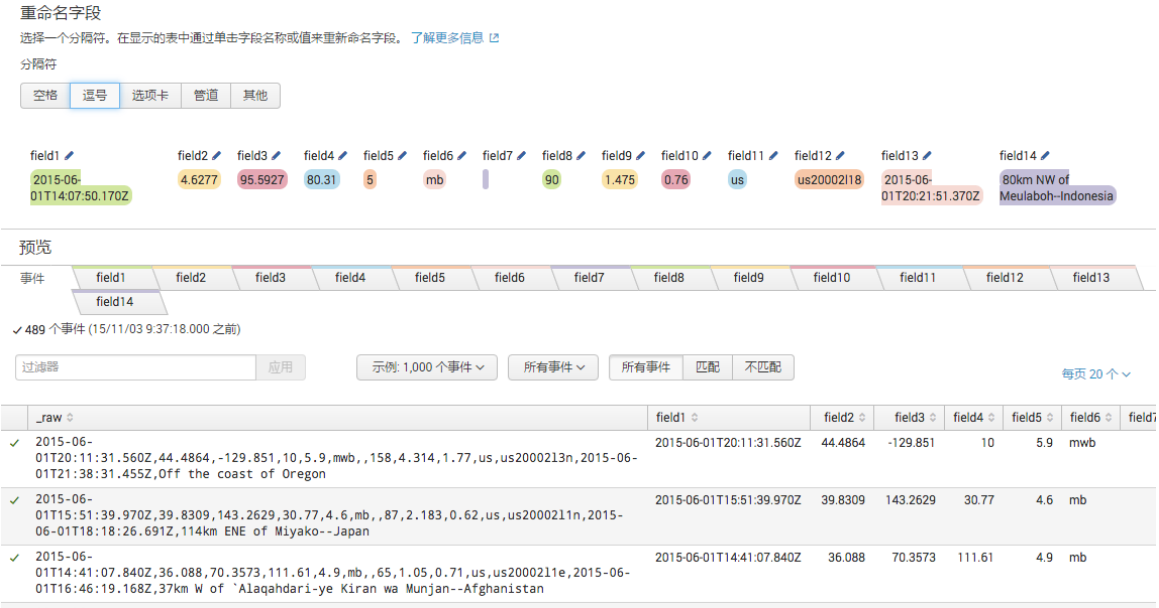 重命名字段
选择一个分隔符。在显示的表中通过单击字段名称或值来重新命名字段。 了解更多信息
分隔符
空格 逗号 选项卡 管道 其他
field1 field2 field3 field4 field5 field6 field7 field8 field9 field10 field11 field12 field13 field14
2015-06- 4.6277 95.5927 80.31 5 mb 90 1.475 0.76 us us20002l18 2015-06- 80km NW of
01T14:07:50.170Z 01T20:21:51.370Z Meulaboh--Indonesia
预览
事件 field1 field2 field3 field4 field5 field6 field7 field8 field9 field10 field11 field12 field13
field14
489 个事件 (15/11/03 9:37:18.000 之前)
过滤器 应用 示例: 1,000 个事件 所有事件 所有事件 匹配 不匹配 每页 20 个
_raw field1 field2 field3 field4 field5 field6 field7
2015-06- 2015-06-01T20:11:31.560Z 44.4864 -129.851 10 5.9 mwb
01T20:11:31.560Z,44.4864,-129.851,10,5.9,mwb,,158,4.314,1.77,us,us20002l3n,2015-06-
01T21:38:31.455Z,Off the coast of Oregon
2015-06- 2015-06-01T15:51:39.970Z 39.8309 143.2629 30.77 4.6 mb
01T15:51:39.970Z,39.8309,143.2629,30.77,4.6,mb,,87,2.183,0.62,us,us20002l1n,2015-
06-01T18:18:26.691Z,114km ENE of Miyako--Japan
2015-06- 2015-06-01T14:41:07.840Z 36.088 70.3573 111.61 4.9 mb
01T14:41:07.840Z,36.088,70.3573,111.61,4.9,mb,,65,1.05,0.71,us,us20002l1e,2015-06-
01T16:46:19.168Z,37km W of `Alaqahdari-ye Kiran wa Munjan--Afghanistan